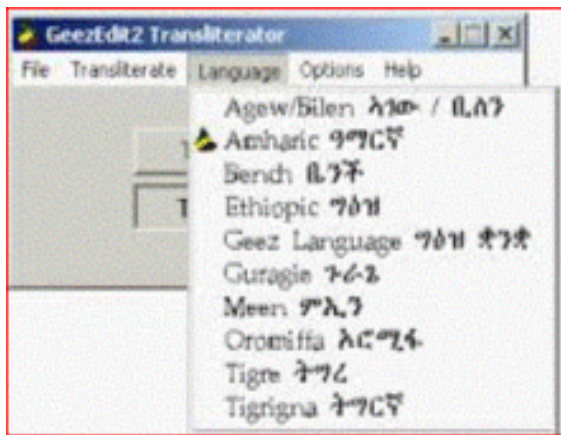 GeezEdit2 Transliterator
File Transliterate Language Options Help
Agew/Bilen አገው / ቢለን
Amharic ዓማርኛ
Bench ቤንች
Ethiopic ግዕዝ
Geez Language ግዕዝ ቋንቋ
Guragie ጉራጌ
Meen ምኢን
Oromiffa ኦሮሚፋ
Tigre ትግረ
Tigrigna ትግርኛ